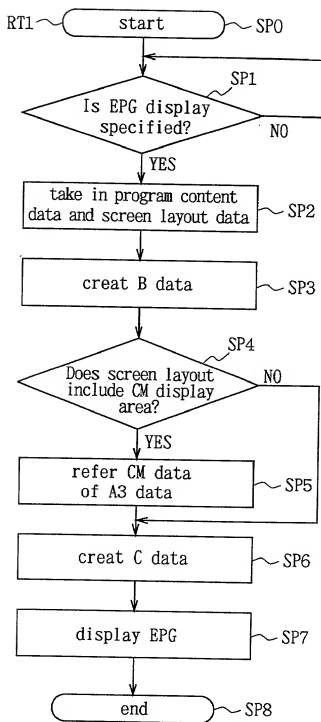 RT1
start
SP0
SP1
Is EPG display
specified?
NO
YES
take in program content
data and screen layout data
SP2
creat B data
SP3
SP4
Does screen layout
include CM display
area?
NO
YES
refer CM data
of A3 data
SP5
creat C data
SP6
display EPG
SP7
end
SP8